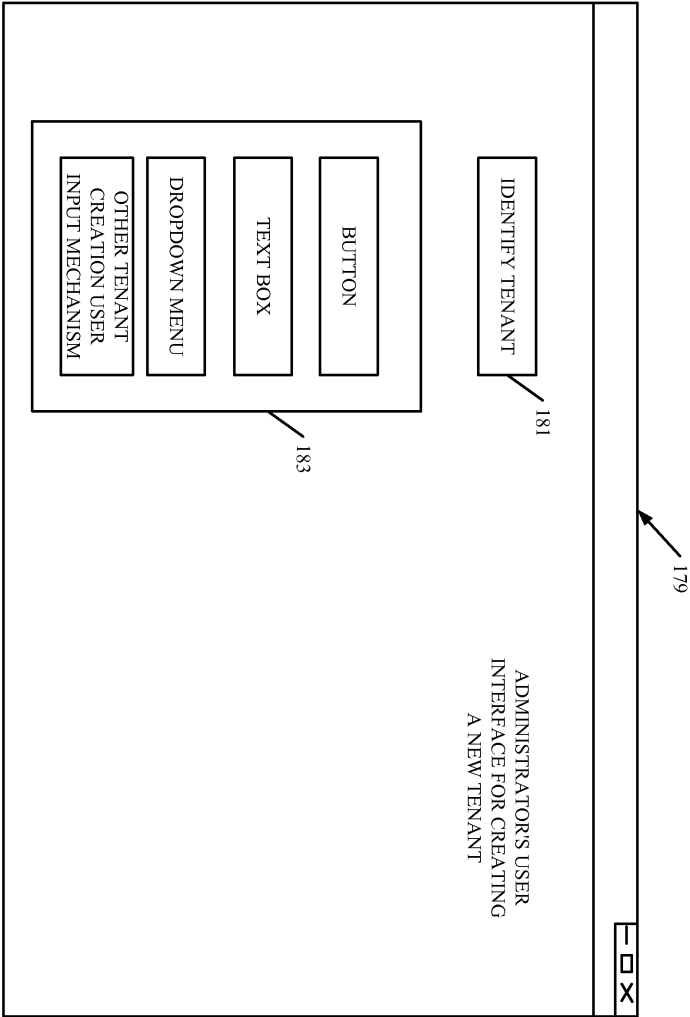 179
ADMINISTRATOR'S USER
INTERFACE FOR CREATING
A NEW TENANT
IDENTIFY TENANT
181
BUTTON
TEXT BOX
DROPDOWN MENU
OTHER TENANT
CREATION USER
INPUT MECHANISM
183